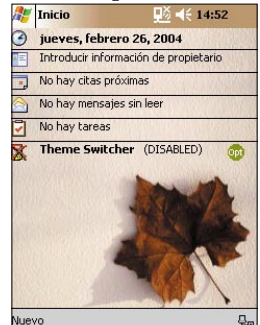 Inicio 14:52
jueves, febrero 26, 2004
Introducir información de propietario
No hay citas próximas
No hay mensajes sin leer
No hay tareas
Theme Switcher (DISABLED) Opt
Nuevo